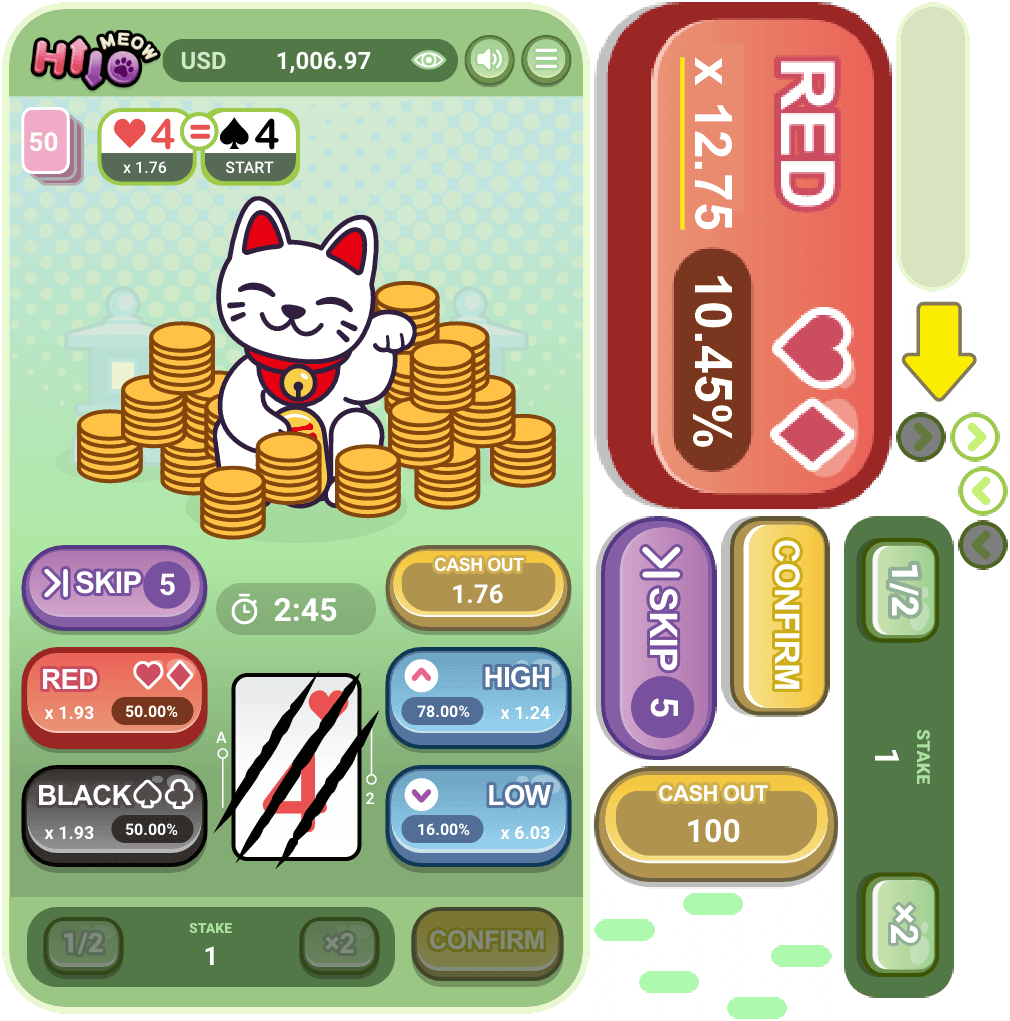 HILO MEOW
USD 1,006.97
50
4 = 4
x 1.76 START
SKIP 5
CASH OUT
1.76
2:45
RED
x 1.93 50.00%
HIGH
78.00% x 1.24
A
4
2
BLACK
x 1.93 50.00%
LOW
16.00% x 6.03
1/2
STAKE
1
×2
CONFIRM
RED
x 12.75 10.45%
SKIP 5
CONFIRM
CASH OUT
100
1/2
STAKE
1
×2